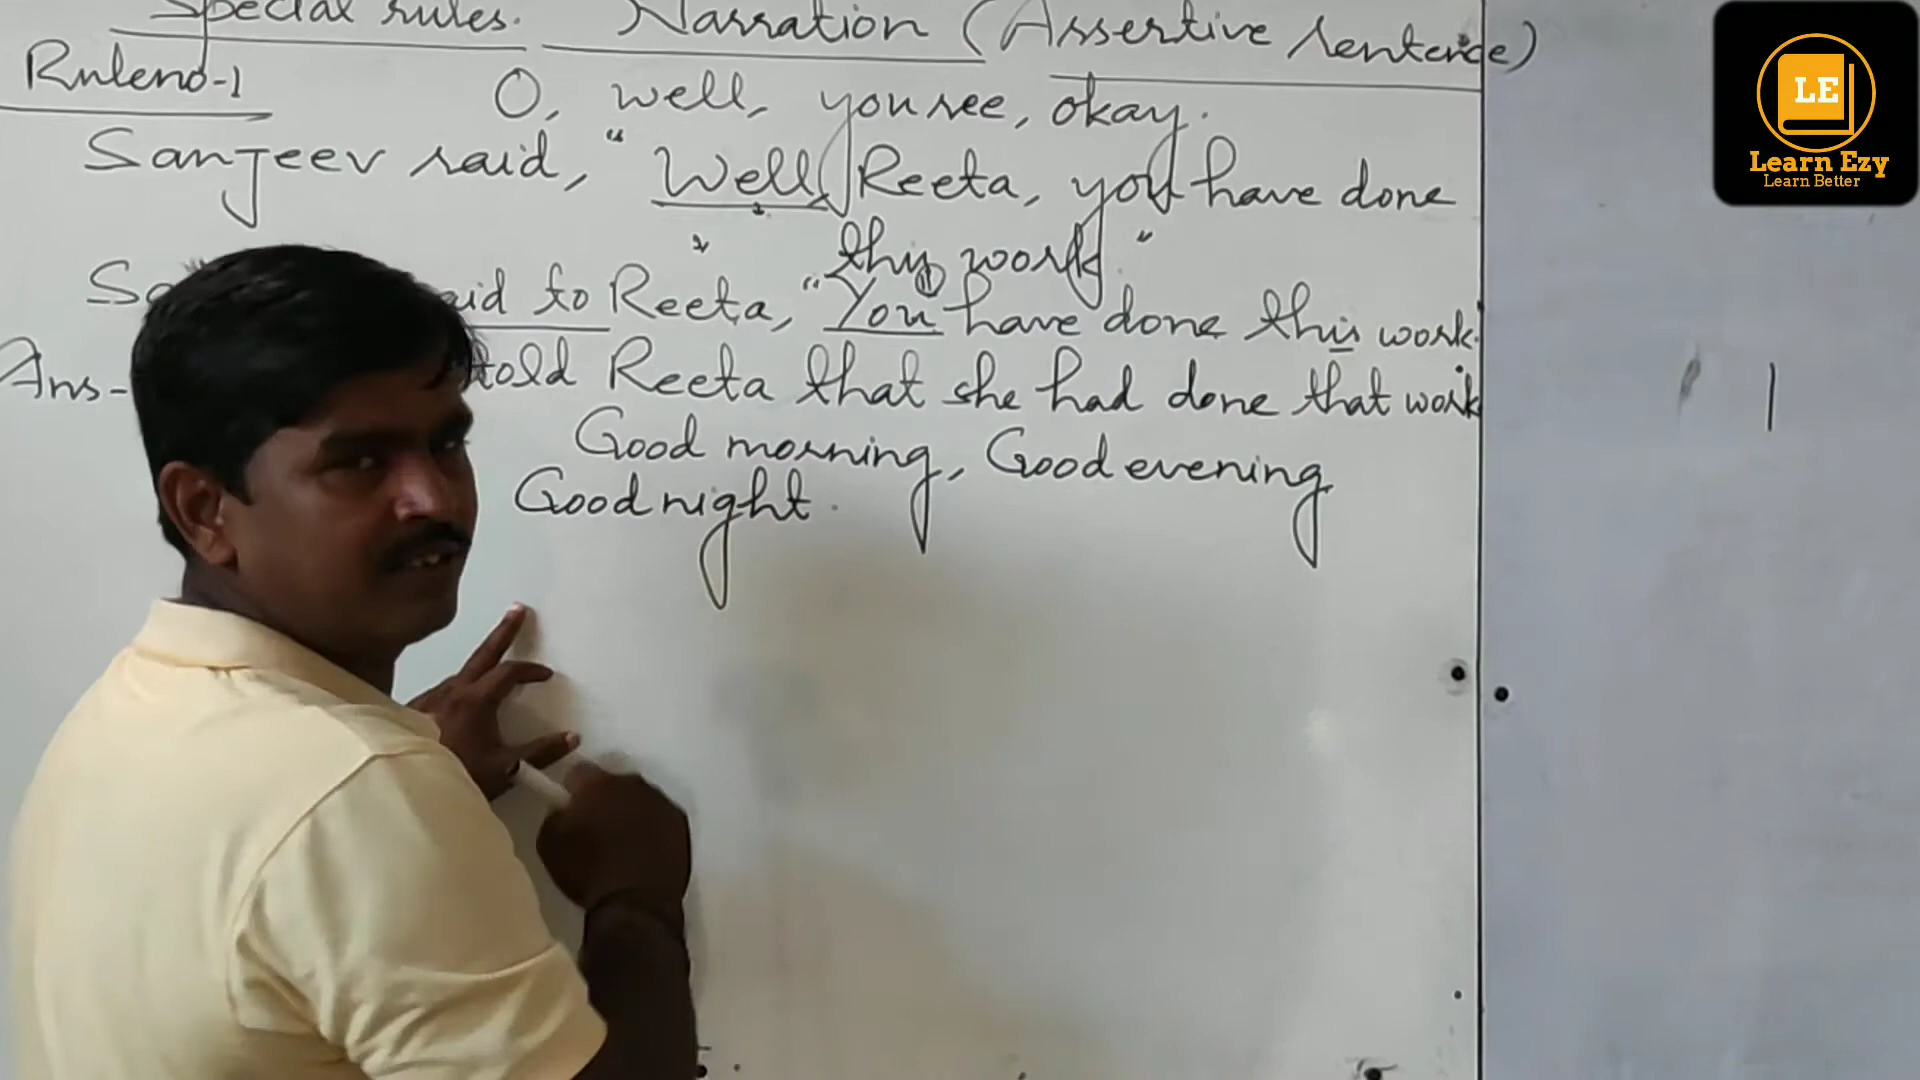 Special rules. Narration (Assertive sentence)
Rule no-1
O, well, you see, okay.
Sanjeev said, "Well, Reeta, you have done
this work."
said to Reeta, "You have done this work.
Ans- told Reeta that she had done that work
Good morning, Good evening
Good night.
LE
Learn Ezy
Learn Better